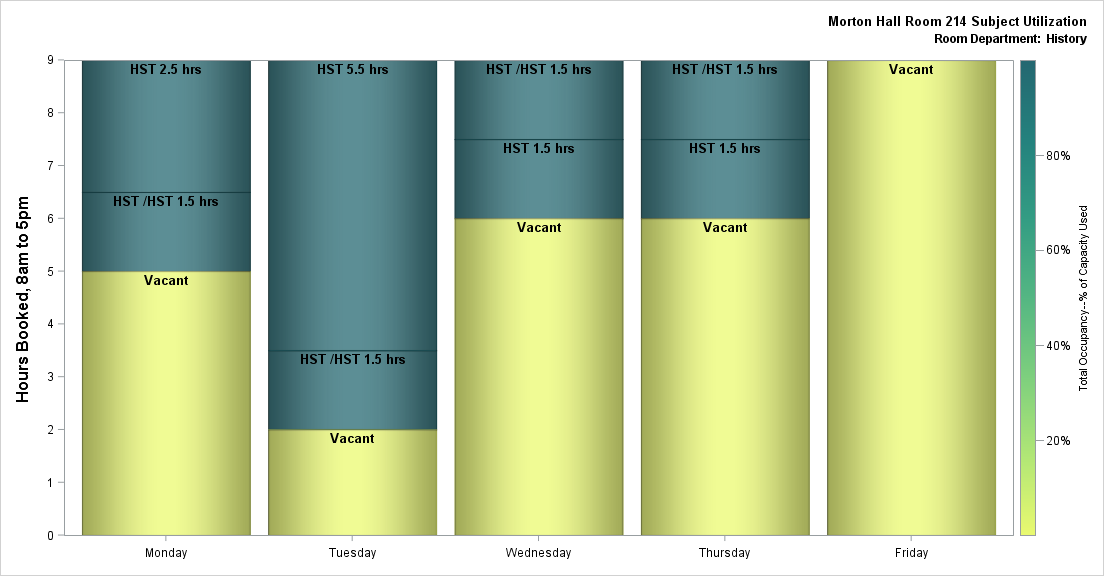 Morton Hall Room 214 Subject Utilization
Room Department: History
Hours Booked, 8am to 5pm
9
8
7
6
5
4
3
2
1
0
HST 2.5 hrs
HST /HST 1.5 hrs
Vacant
HST 5.5 hrs
HST /HST 1.5 hrs
Vacant
HST /HST 1.5 hrs
HST 1.5 hrs
Vacant
HST /HST 1.5 hrs
HST 1.5 hrs
Vacant
Vacant
Monday
Tuesday
Wednesday
Thursday
Friday
80%
60%
40%
20%
Total Occupancy--% of Capacity Used